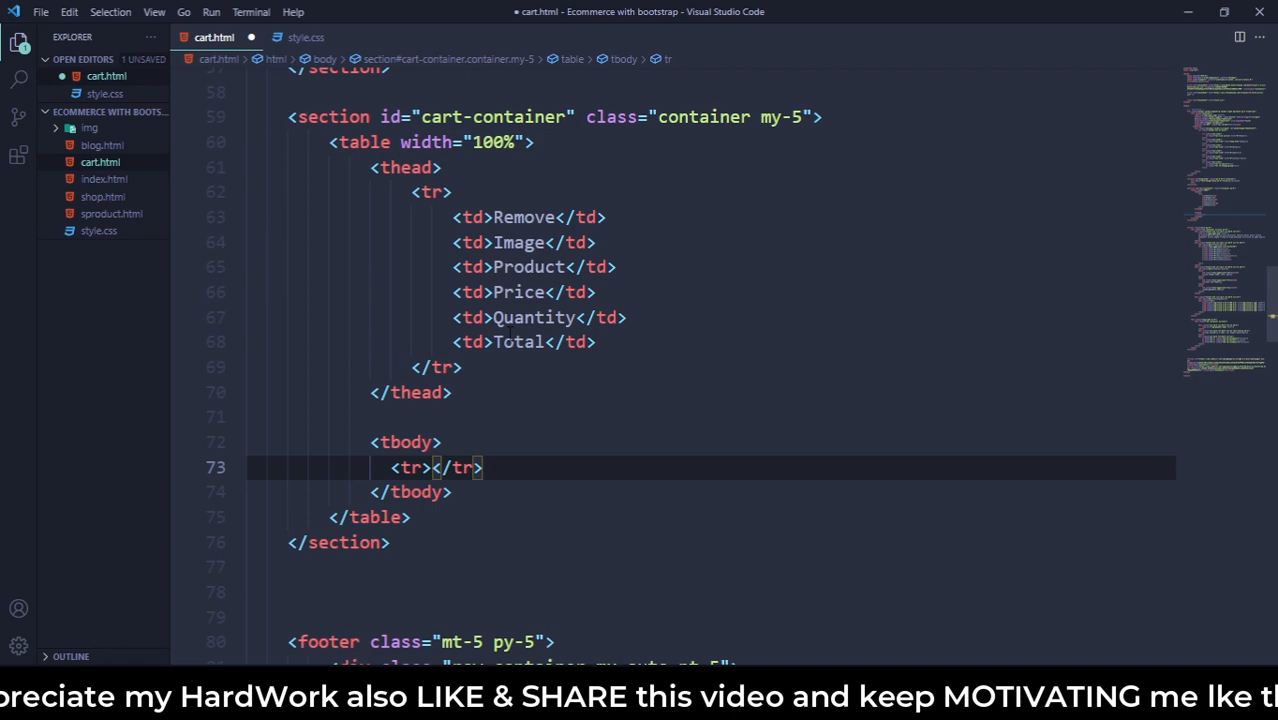 File Edit Selection View Go Run Terminal Help
● cart.html - Ecommerce with bootstrap - Visual Studio Code
EXPLORER
cart.html
style.css
OPEN EDITORS 1 UNSAVED
cart.html
style.css
ECOMMERCE WITH BOOTS...
img
blog.html
cart.html
index.html
shop.html
sproduct.html
style.css
OUTLINE
1
cart.html > html > body > section#cart-container.container.my-5 > table > tbody > tr
</section>
58
59 <section id="cart-container" class="container my-5">
60 <table width="100%">
61 <thead>
62 <tr>
63 <td>Remove</td>
64 <td>Image</td>
65 <td>Product</td>
66 <td>Price</td>
67 <td>Quantity</td>
68 <td>Total</td>
69 </tr>
70 </thead>
71
72 <tbody>
73 <tr></tr>
74 </tbody>
75 </table>
76 </section>
77
78
79
80 <footer class="mt-5 py-5">
preciate my HardWork also LIKE & SHARE this video and keep MOTIVATING me lke th